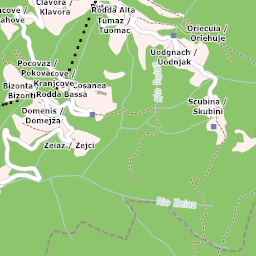 Clavora /
Klavora
Rodda Alta
Tumaz /
Tuomac
Oriecuia /
Oriehuje
Uodgnach /
Uodnjak
Pocovaz /
Pokovacove /
Kranjcove
Cosanea
Bizonta
Bizonti
Rodda Bassa
Domenis /
Domejža
Scubina /
Skubini
Zeiaz / Zejci
Rio Zeiaz